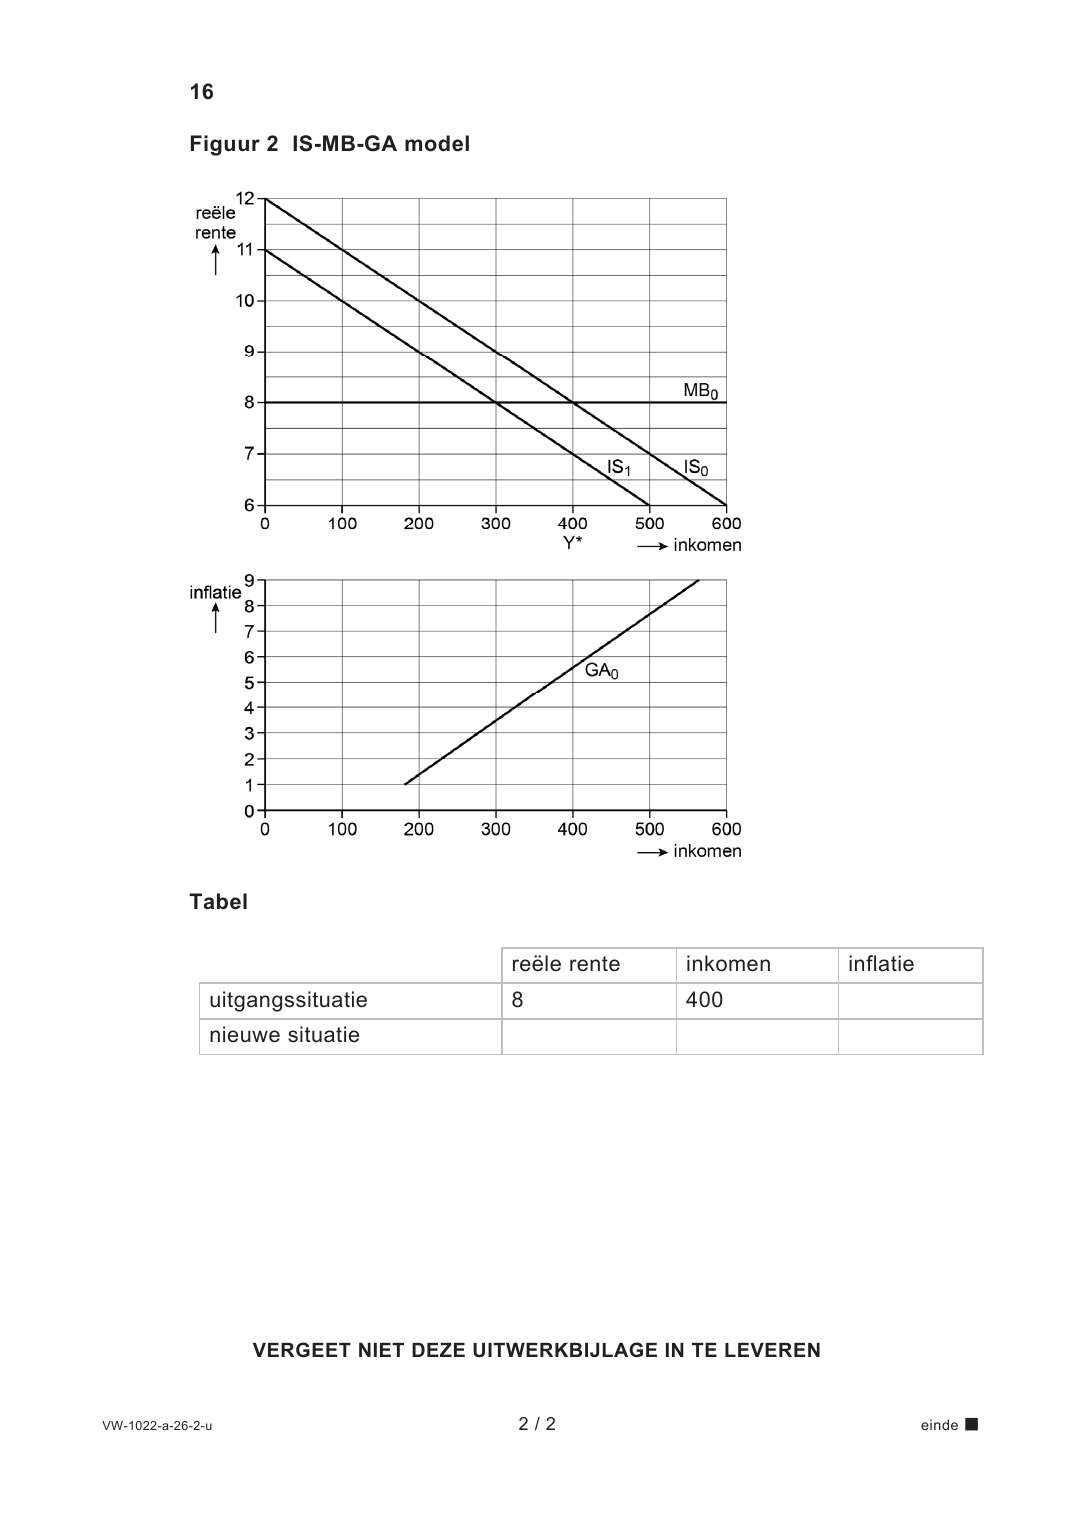 16
Figuur 2 IS-MB-GA model
12
reële
rente
11
10
9
8
MB0
7
IS1
IS0
6
0 100 200 300 400 500 600
Y*
inkomen
9
inflatie
8
7
6
GA0
5
4
3
2
1
0
0 100 200 300 400 500 600
inkomen
Tabel
reële rente inkomen inflatie
uitgangssituatie 8 400
nieuwe situatie
VERGEET NIET DEZE UITWERKBIJLAGE IN TE LEVEREN
VW-1022-a-26-2-u 2 / 2 einde